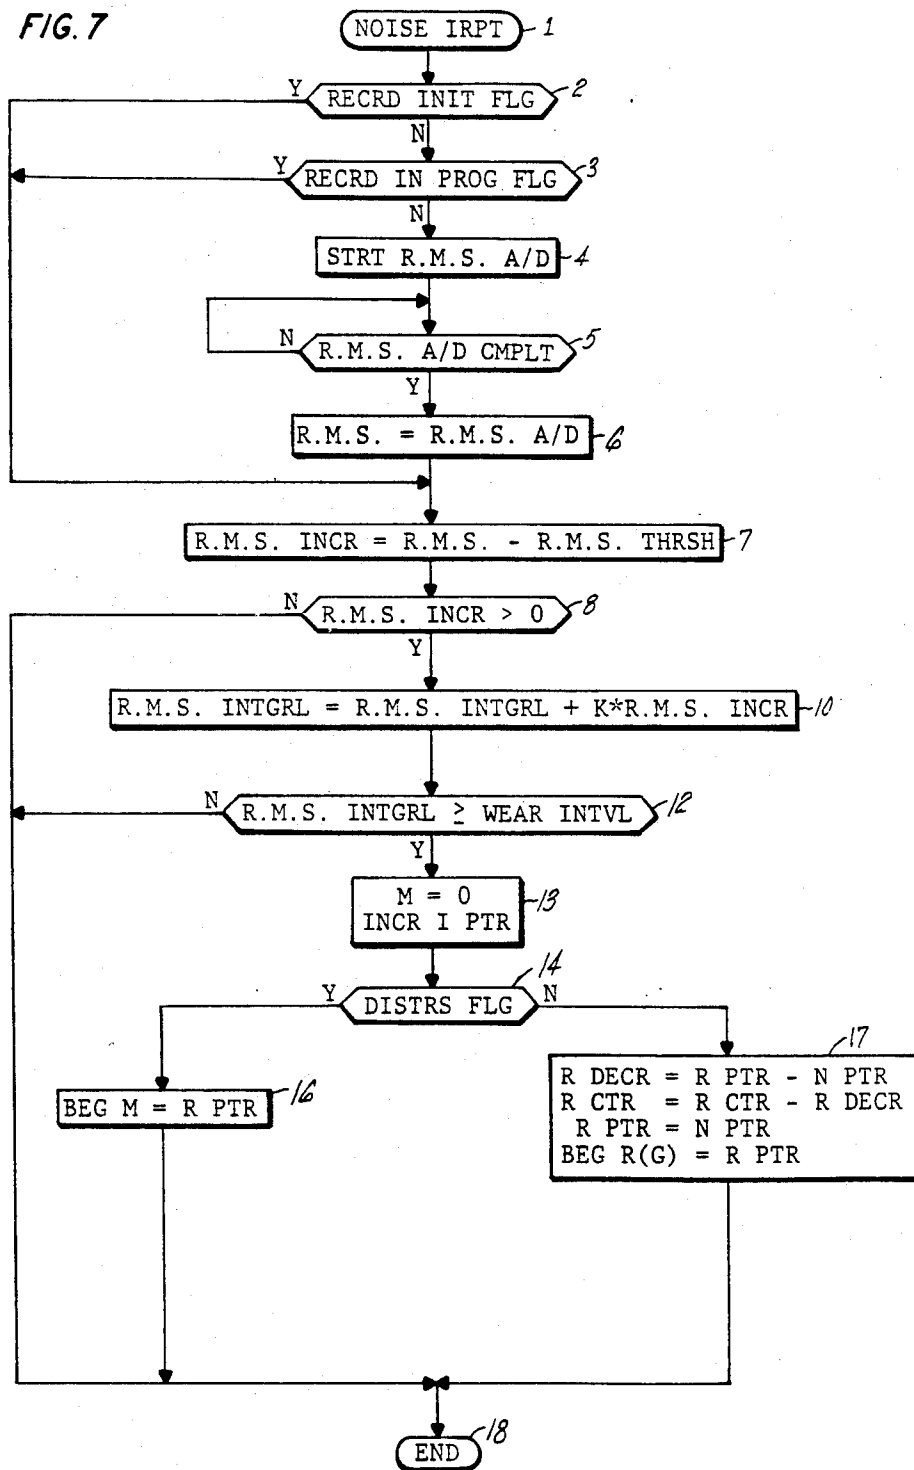 FIG. 7
NOISE IRPT
1
Y
RECRD INIT FLG
2
N
Y
RECRD IN PROG FLG
3
N
STRT R.M.S. A/D
4
N
R.M.S. A/D CMPLT
5
Y
R.M.S. = R.M.S. A/D
6
R.M.S. INCR = R.M.S. - R.M.S. THRSH
7
N
R.M.S. INCR > 0
8
Y
R.M.S. INTGRL = R.M.S. INTGRL + K*R.M.S. INCR
10
N
R.M.S. INTGRL ≥ WEAR INTVL
12
Y
M = 0
INCR I PTR
13
Y
DISTRS FLG
14
N
BEG M = R PTR
16
17
R DECR = R PTR - N PTR
R CTR = R CTR - R DECR
R PTR = N PTR
BEG R(G) = R PTR
END
18